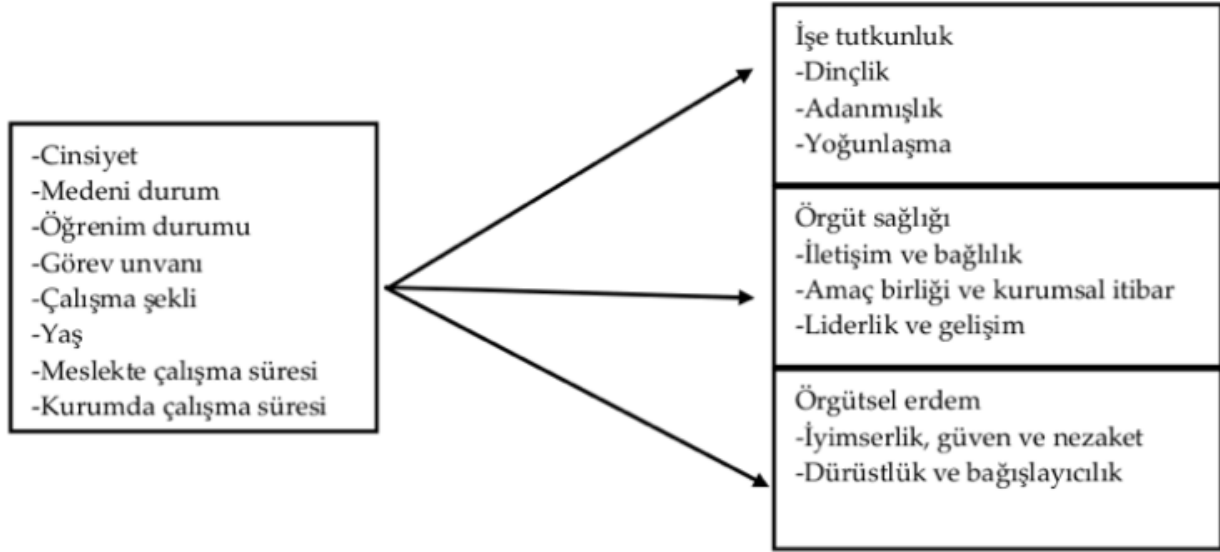 -Cinsiyet
-Medeni durum
-Öğrenim durumu
-Görev unvanı
-Çalışma şekli
-Yaş
-Meslekte çalışma süresi
-Kurumda çalışma süresi
İşe tutkunluk
-Dinçlik
-Adanmışlık
-Yoğunlaşma
Örgüt sağlığı
-İletişim ve bağlılık
-Amaç birliği ve kurumsal itibar
-Liderlik ve gelişim
Örgütsel erdem
-İyimserlik, güven ve nezaket
-Dürüstlük ve bağışlayıcılık